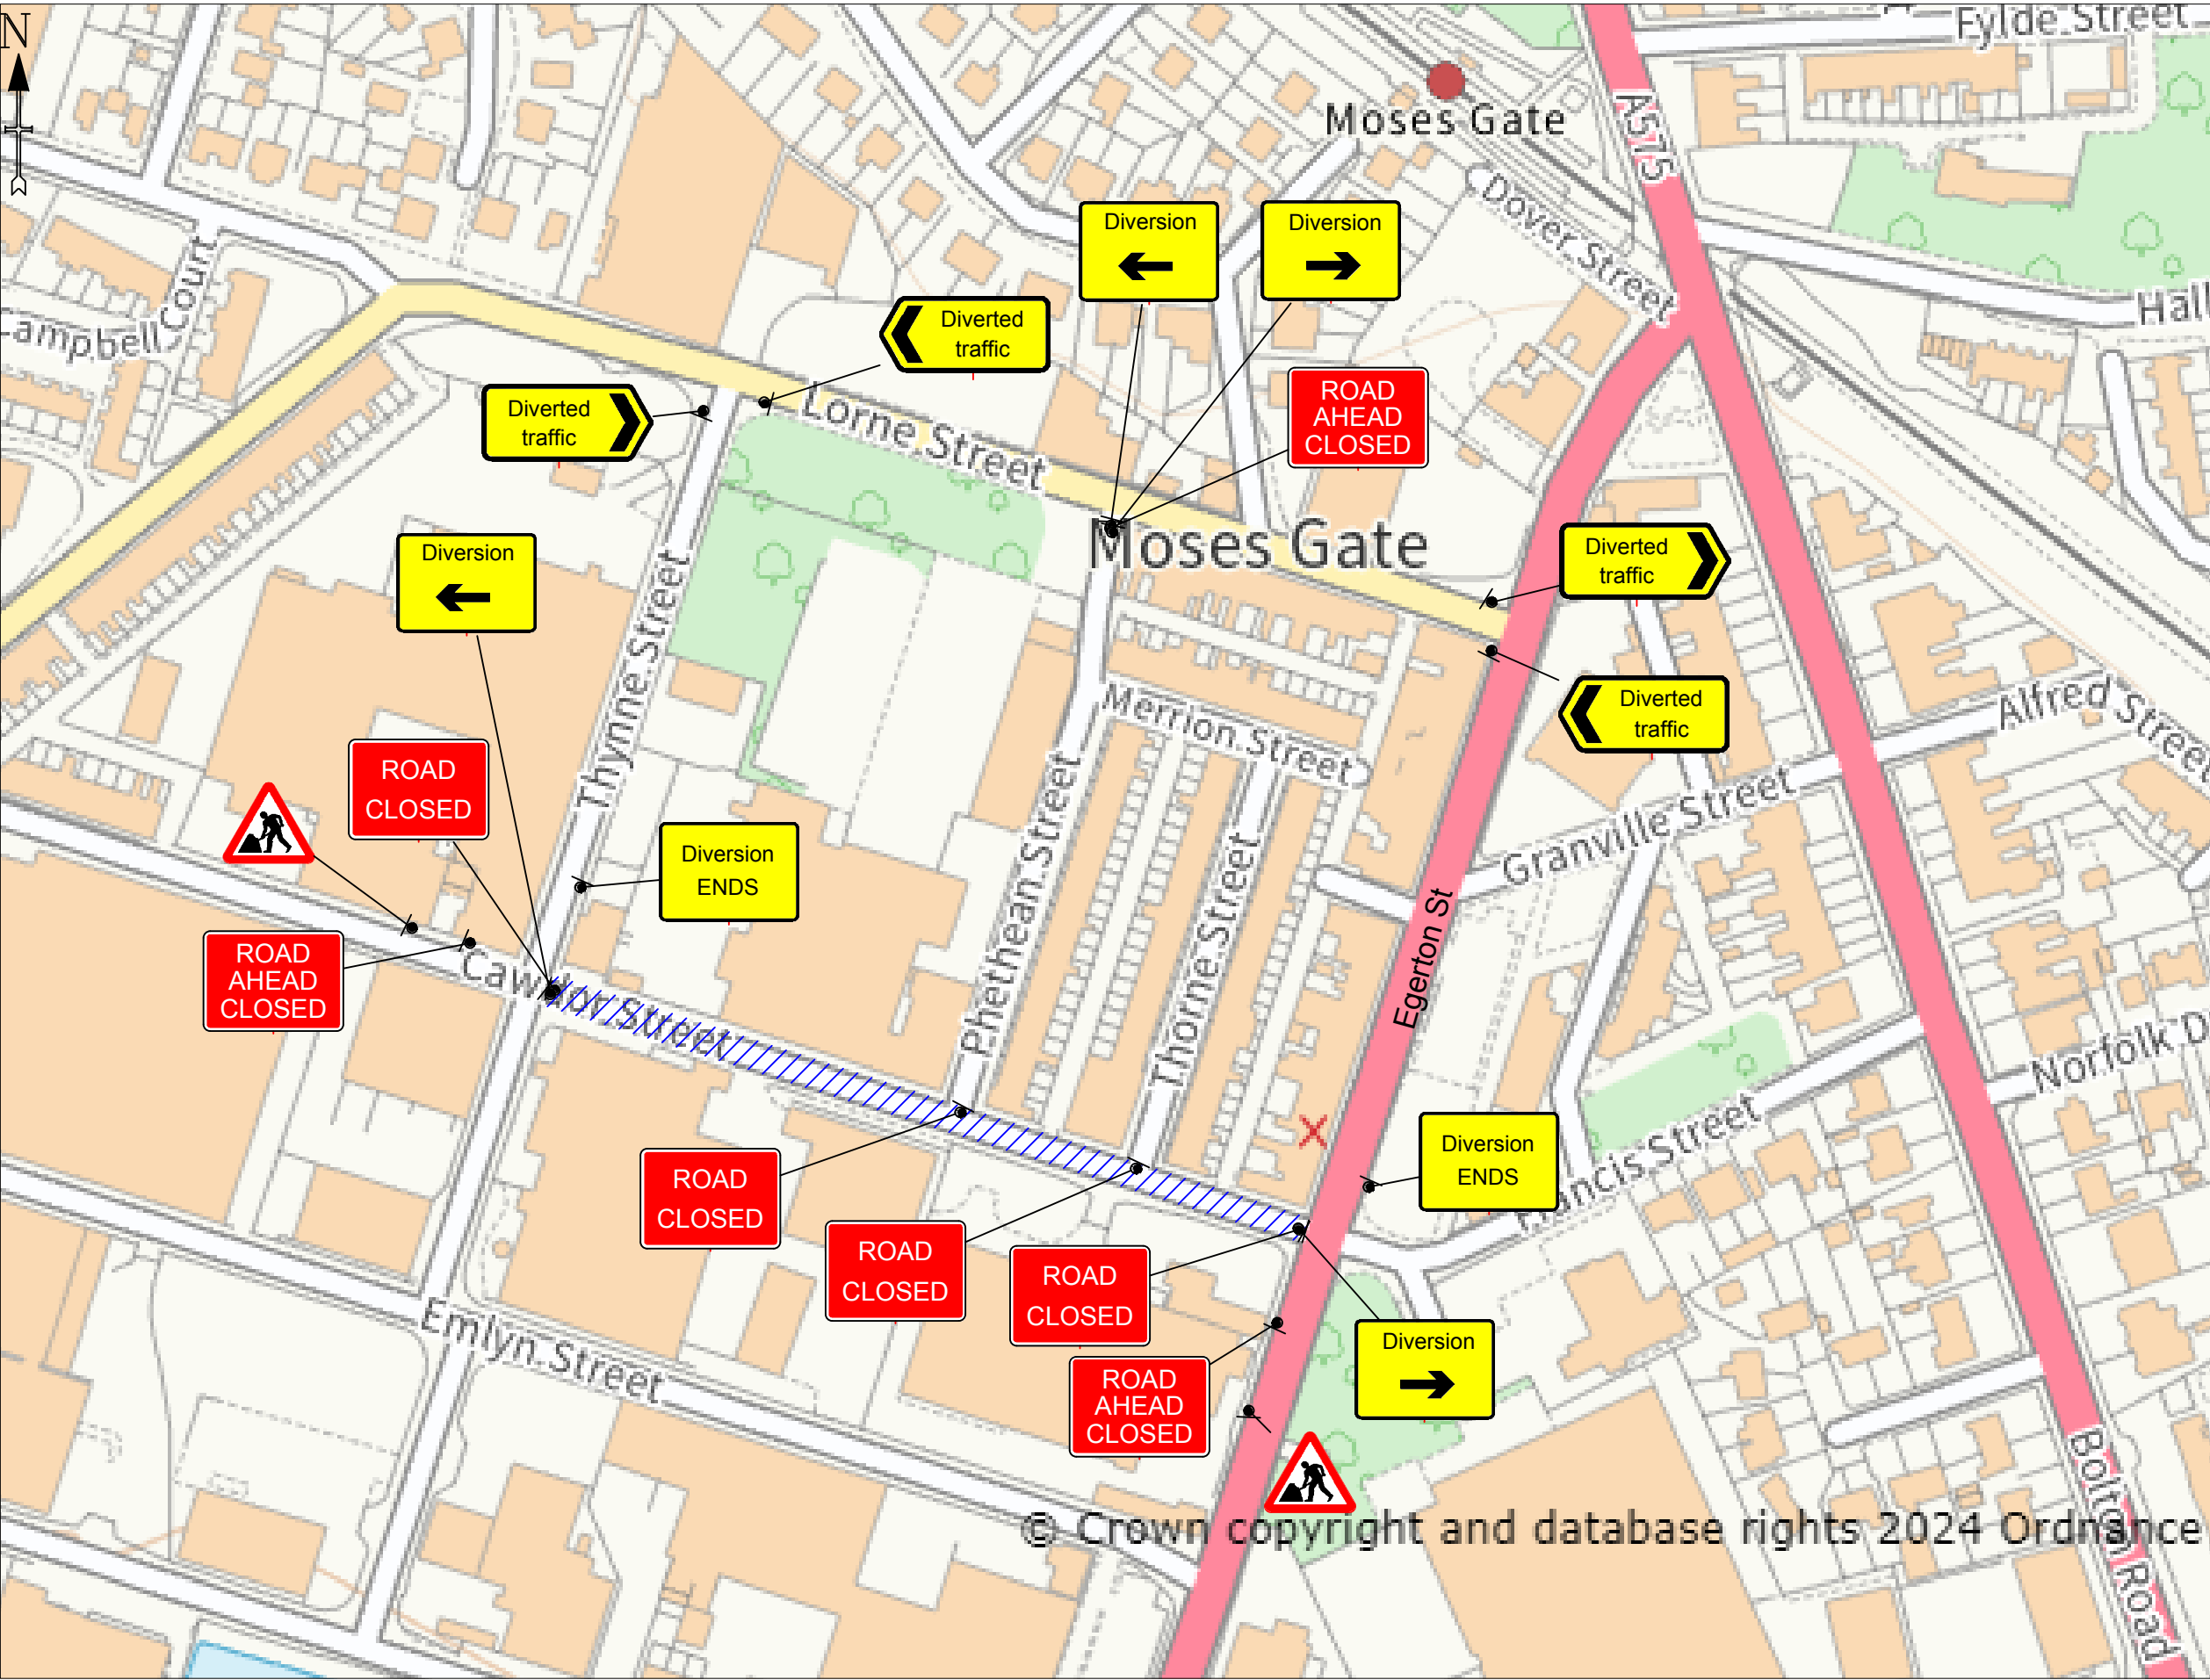 N
Fylde Street
A575
Moses Gate
Dover Street
Hall
Campbell Court
Diversion
Diversion
Diverted
traffic
ROAD
AHEAD
CLOSED
Diverted
traffic
Lorne Street
Moses Gate
Diverted
traffic
Diversion
Diverted
traffic
Alfred Street
Merrion Street
Thynne Street
ROAD
CLOSED
Granville Street
Diversion
ENDS
Phethean Street
Thorne Street
Egerton St
ROAD
AHEAD
CLOSED
Cawdor Street
Norfolk D
Diversion
ENDS
Francis Street
ROAD
CLOSED
ROAD
CLOSED
ROAD
CLOSED
Diversion
Emlyn Street
ROAD
AHEAD
CLOSED
Bolton Road
© Crown copyright and database rights 2024 Ordnance